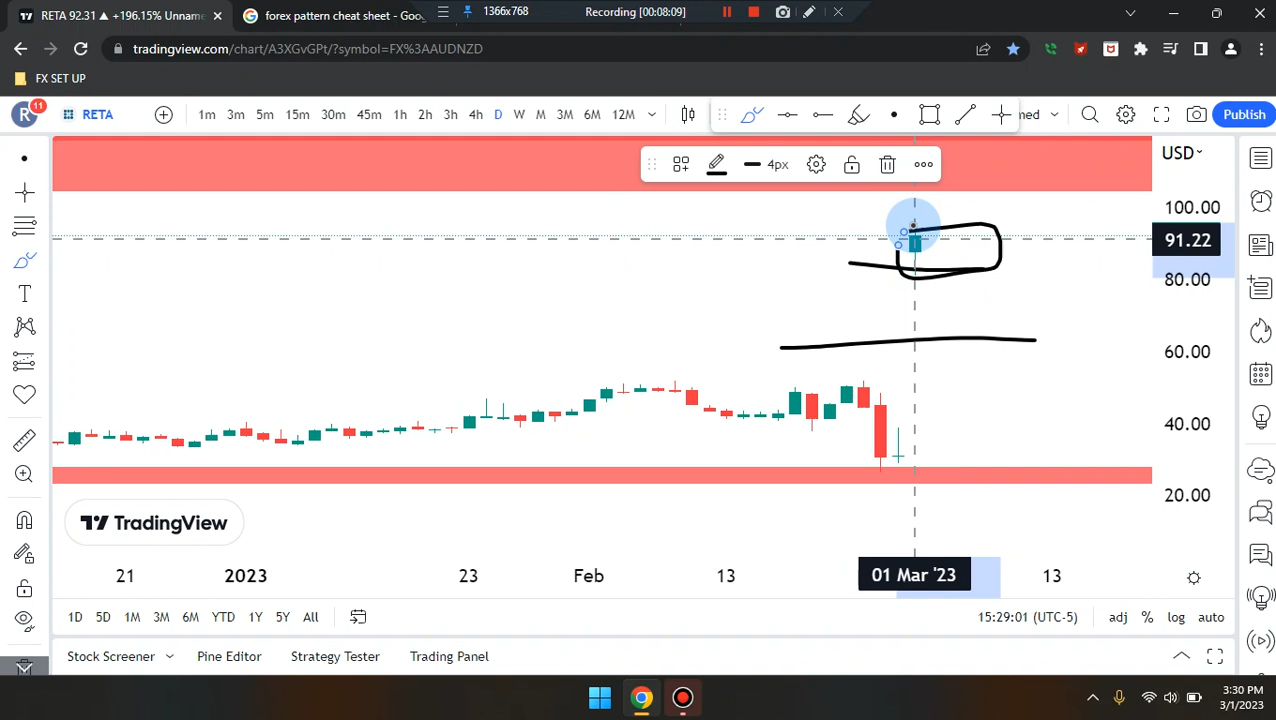 RETA 92.31 ▲ +196.15% Unname
forex pattern cheat sheet - Goog
1366x768
Recording [00:08:09]
tradingview.com/chart/A3XGvGPt/?symbol=FX%3AAUDNZD
FX SET UP
R
11
RETA
1m 3m 5m 15m 30m 45m 1h 2h 3h 4h D W M 3M 6M 12M
med
Publish
4px
USD
100.00
91.22
80.00
60.00
40.00
20.00
TradingView
21 2023 23 Feb 13 01 Mar '23 13
1D 5D 1M 3M 6M YTD 1Y 5Y All
15:29:01 (UTC-5)
adj % log auto
Stock Screener Pine Editor Strategy Tester Trading Panel
3:30 PM
3/1/2023